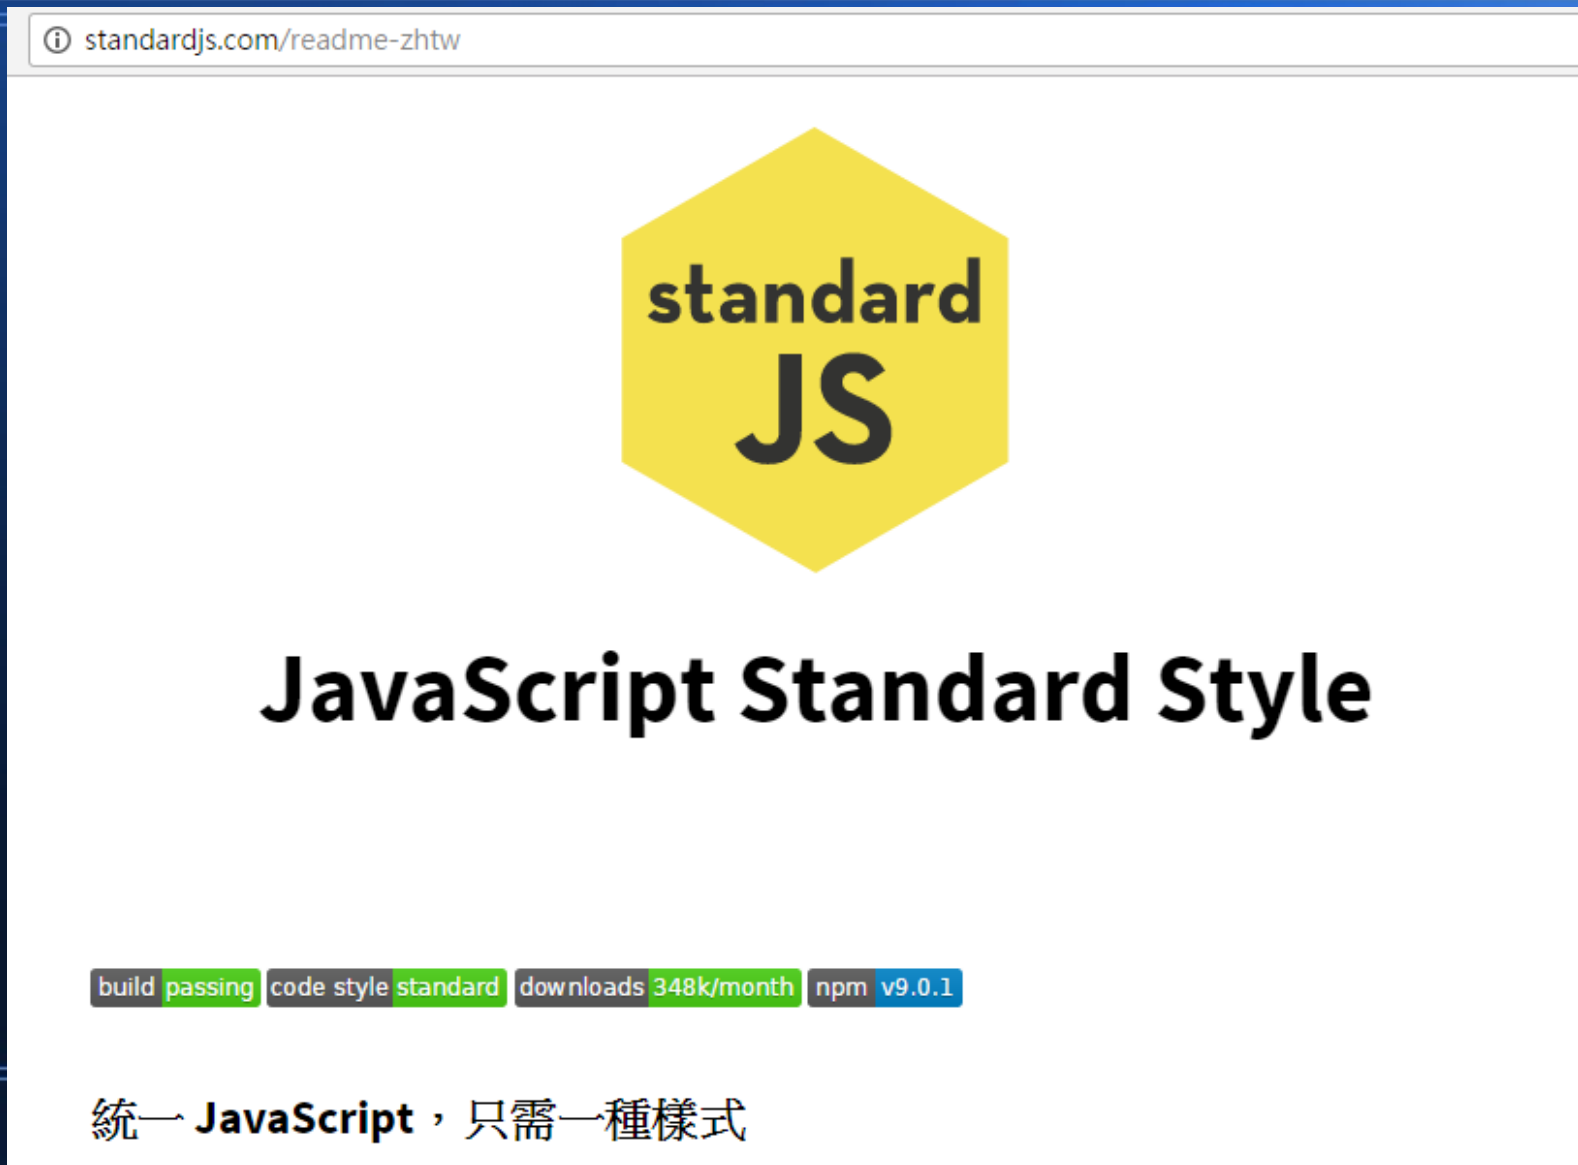 standardjs.com/readme-zhtw
standard
JS
JavaScript Standard Style
build passing code style standard downloads 348k/month npm v9.0.1
統一 JavaScript，只需一種樣式